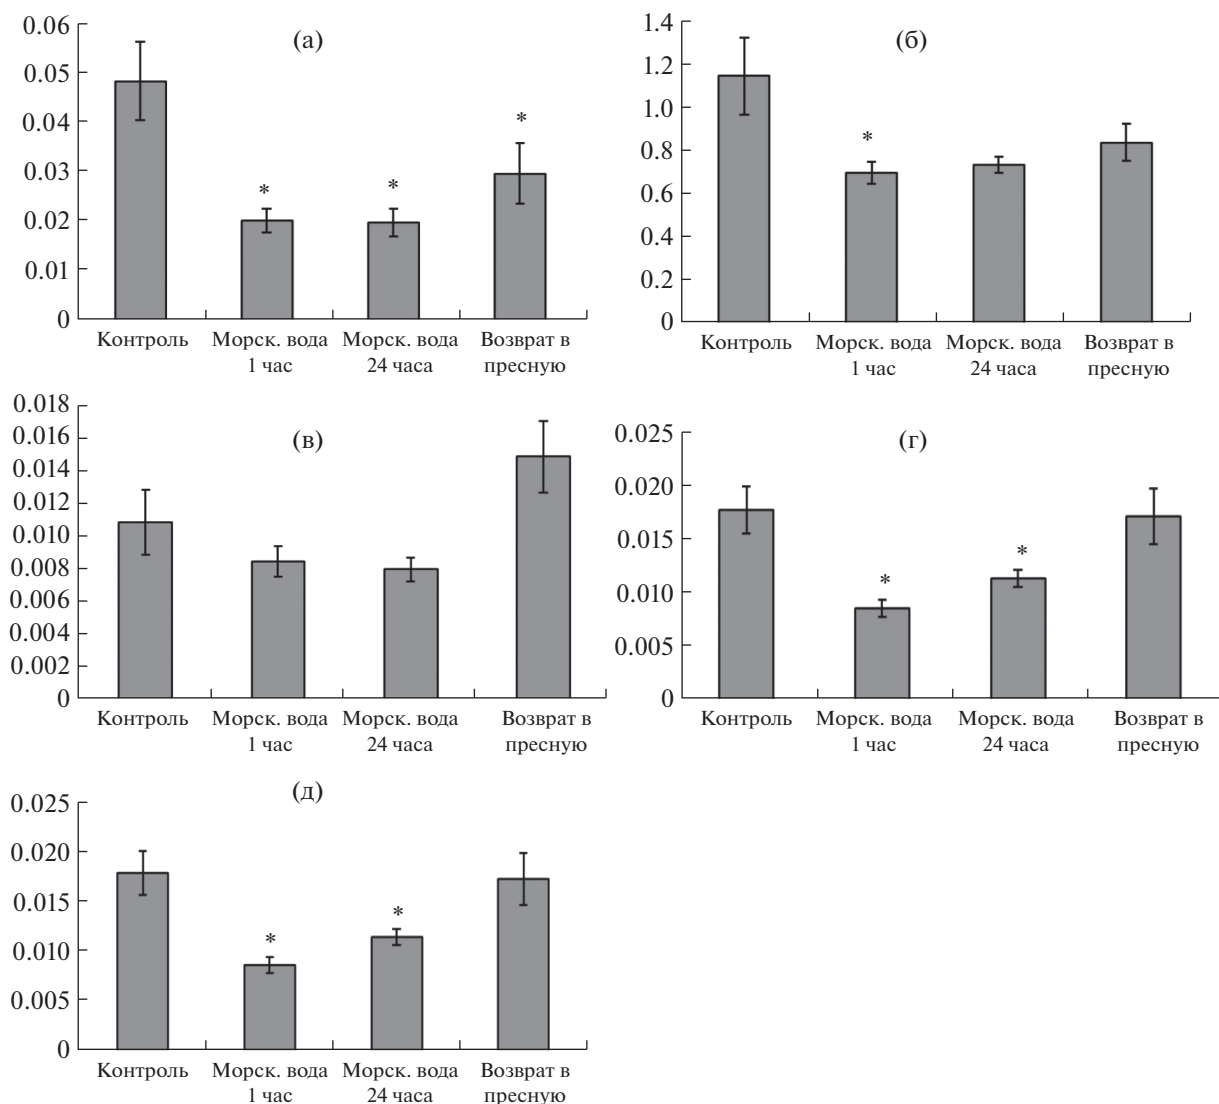 (а)
0.06
0.05
0.04
0.03
0.02
0.01
0
*
*
*
Контроль
Морск. вода
1 час
Морск. вода
24 часа
Возврат в
пресную
(б)
1.4
1.2
1.0
0.8
0.6
0.4
0.2
0
*
Контроль
Морск. вода
1 час
Морск. вода
24 часа
Возврат в
пресную
(в)
0.018
0.016
0.014
0.012
0.010
0.008
0.006
0.004
0.002
0
Контроль
Морск. вода
1 час
Морск. вода
24 часа
Возврат в
пресную
(г)
0.025
0.020
0.015
0.010
0.005
0
*
*
Контроль
Морск. вода
1 час
Морск. вода
24 часа
Возврат в
пресную
(д)
0.025
0.020
0.015
0.010
0.005
0
*
*
Контроль
Морск. вода
1 час
Морск. вода
24 часа
Возврат в
пресную